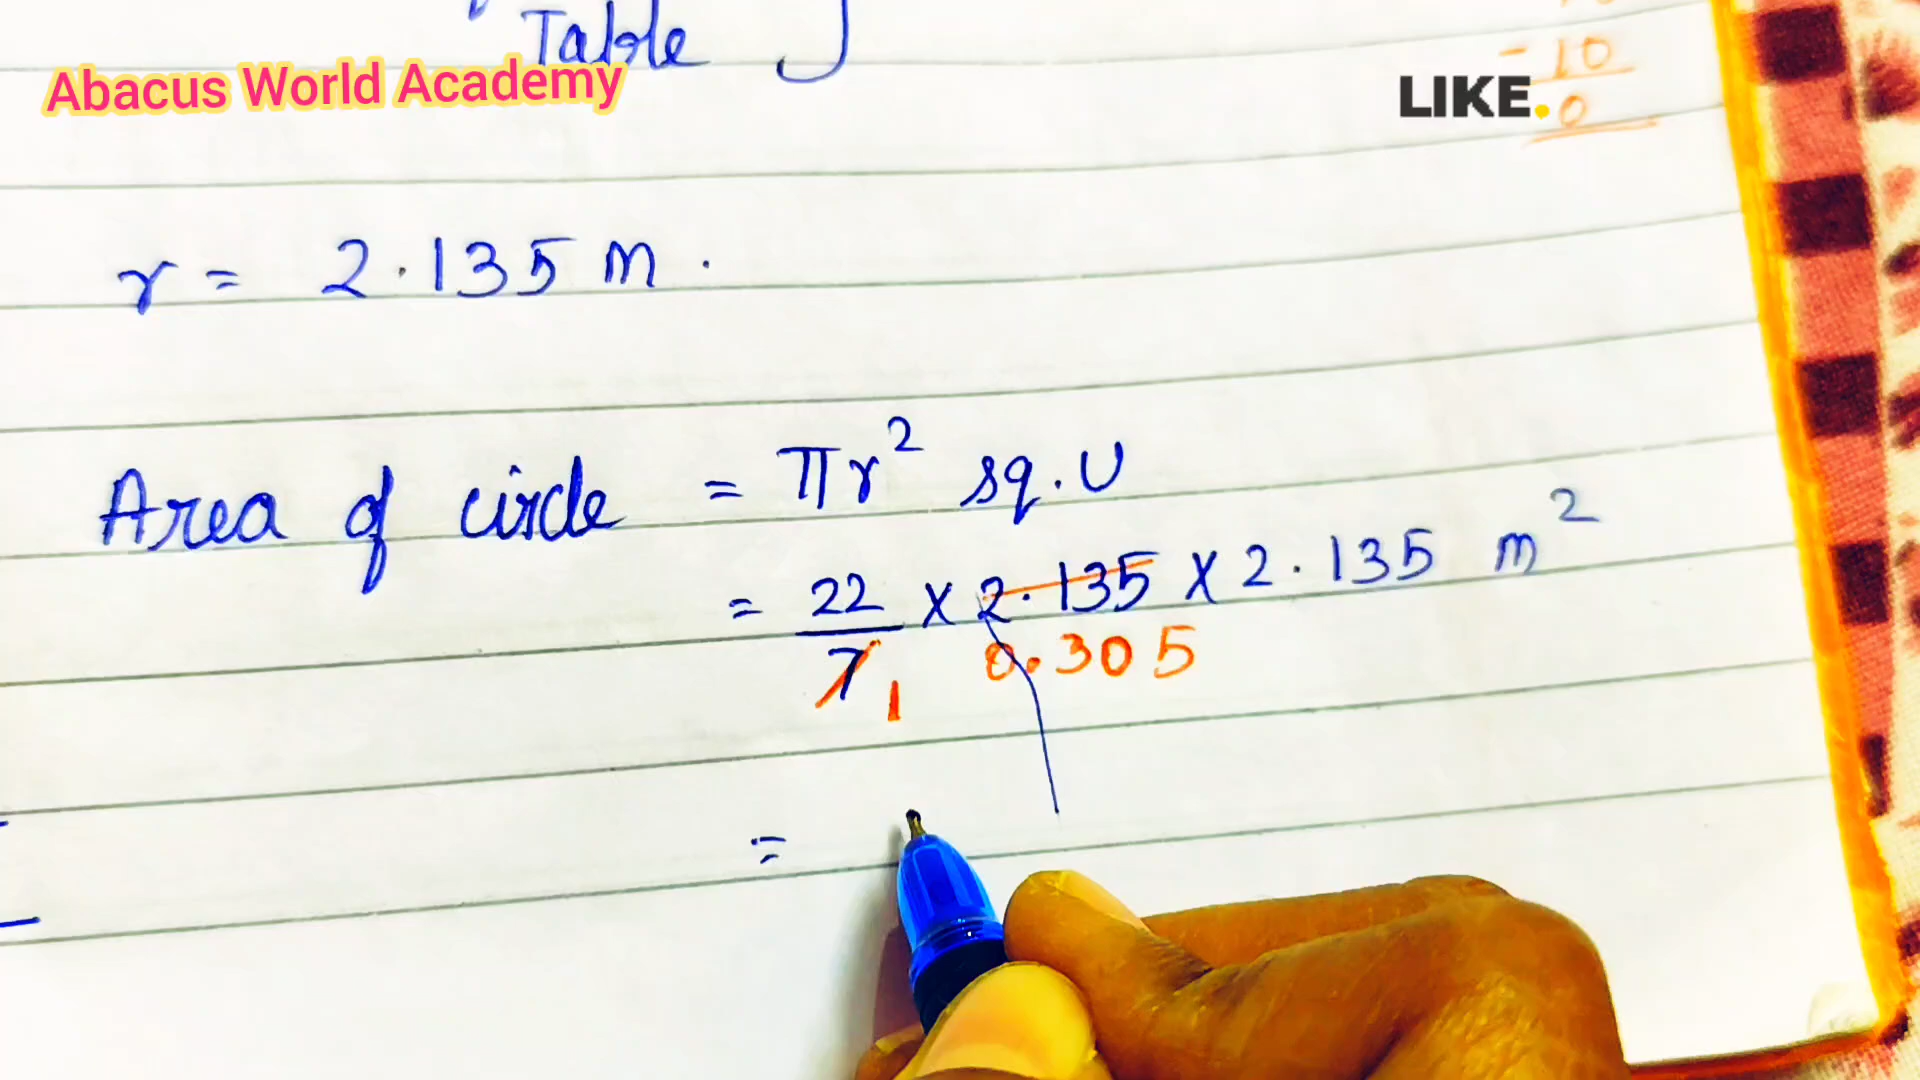 Table
Abacus World Academy
- 10
LIKE.
0
r = 2.135 m.
Area of circle = πr² sq.U
= 22/7 x 2.135 x 2.135 m²
1 0.305
=